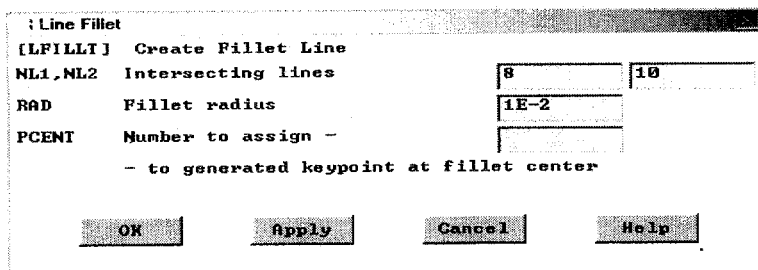 Line Fillet
[LFILLT] Create Fillet Line
NL1,NL2 Intersecting lines 8 10
RAD Fillet radius 1E-2
PCENT Number to assign -
- to generated keypoint at fillet center
OK Apply Cancel Help